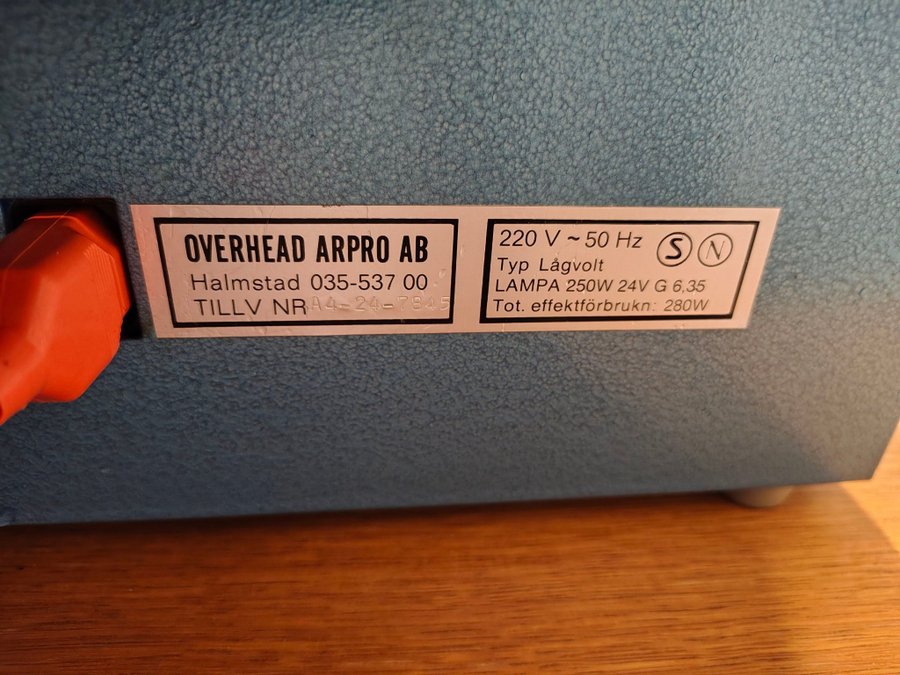 OVERHEAD ARPRO AB
Halmstad 035-537 00
TILLV NR A4-24-7845
220 V ~ 50 Hz S N
Typ Lågvolt
LAMPA 250W 24V G 6,35
Tot. effektförbrukn: 280W